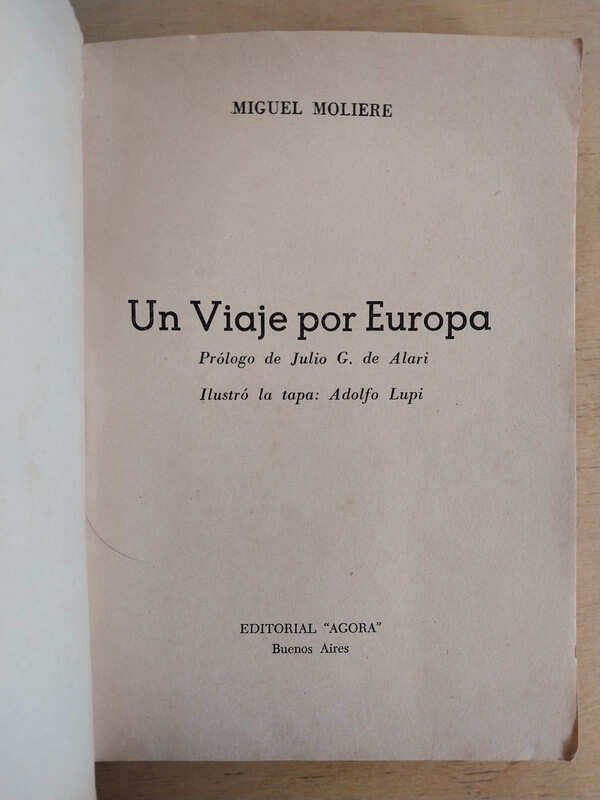 MIGUEL MOLIERE
Un Viaje por Europa
Prólogo de Julio G. de Alari
Ilustró la tapa: Adolfo Lupi
EDITORIAL "AGORA"
Buenos Aires